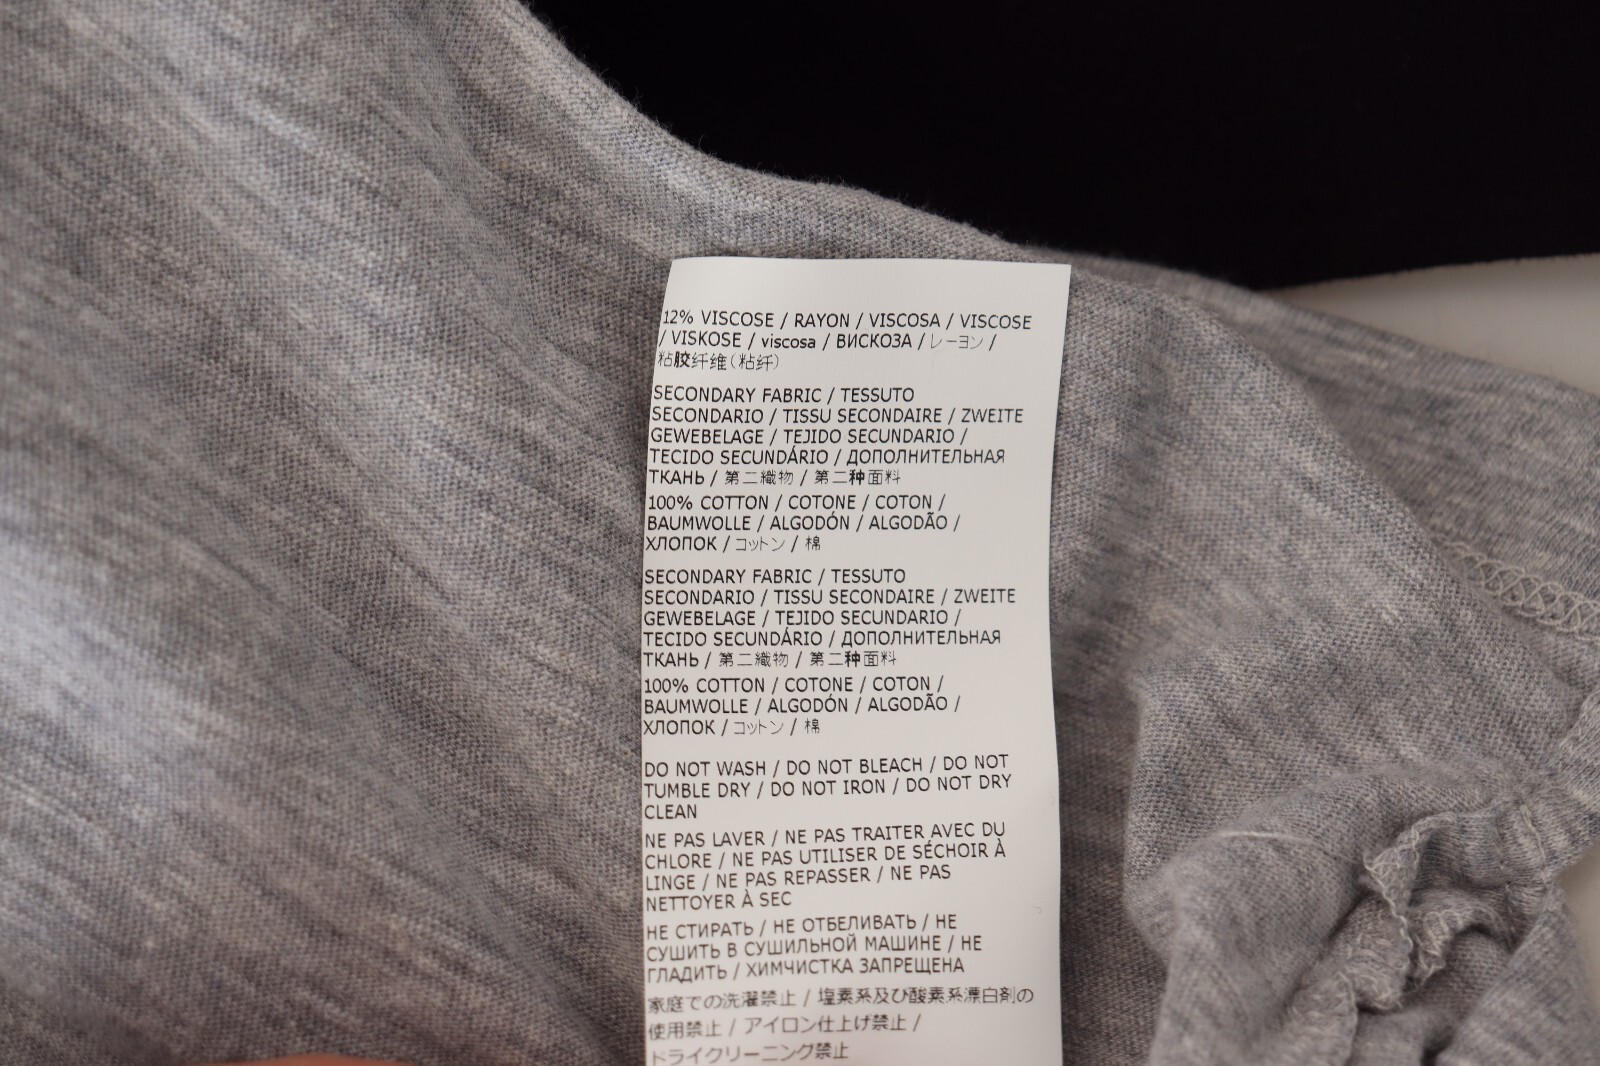 12% VISCOSE / RAYON / VISCOSA / VISCOSE
/ VISKOSE / viscosa / ВИСКОЗА / レーヨン /
粘胶纤维(粘纤)
SECONDARY FABRIC / TESSUTO
SECONDARIO / TISSU SECONDAIRE / ZWEITE
GEWEBELAGE / TEJIDO SECUNDARIO /
TECIDO SECUNDÁRIO / ДОПОЛНИТЕЛЬНАЯ
ТКАНЬ / 第二織物 / 第二种面料
100% COTTON / COTONE / COTON /
BAUMWOLLE / ALGODÓN / ALGODÃO /
ХЛОПОК / コットン / 棉
SECONDARY FABRIC / TESSUTO
SECONDARIO / TISSU SECONDAIRE / ZWEITE
GEWEBELAGE / TEJIDO SECUNDARIO /
TECIDO SECUNDÁRIO / ДОПОЛНИТЕЛЬНАЯ
ТКАНЬ / 第二織物 / 第二种面料
100% COTTON / COTONE / COTON /
BAUMWOLLE / ALGODÓN / ALGODÃO /
ХЛОПОК / コットン / 棉
DO NOT WASH / DO NOT BLEACH / DO NOT
TUMBLE DRY / DO NOT IRON / DO NOT DRY
CLEAN
NE PAS LAVER / NE PAS TRAITER AVEC DU
CHLORE / NE PAS UTILISER DE SÉCHOIR À
LINGE / NE PAS REPASSER / NE PAS
NETTOYER À SEC
НЕ СТИРАТЬ / НЕ ОТБЕЛИВАТЬ / НЕ
СУШИТЬ В СУШИЛЬНОЙ МАШИНЕ / НЕ
ГЛАДИТЬ / ХИМЧИСТКА ЗАПРЕЩЕНА
家庭での洗濯禁止 / 塩素系及び酸素系漂白剤の
使用禁止 / アイロン仕上げ禁止 /
ドライクリーニング禁止